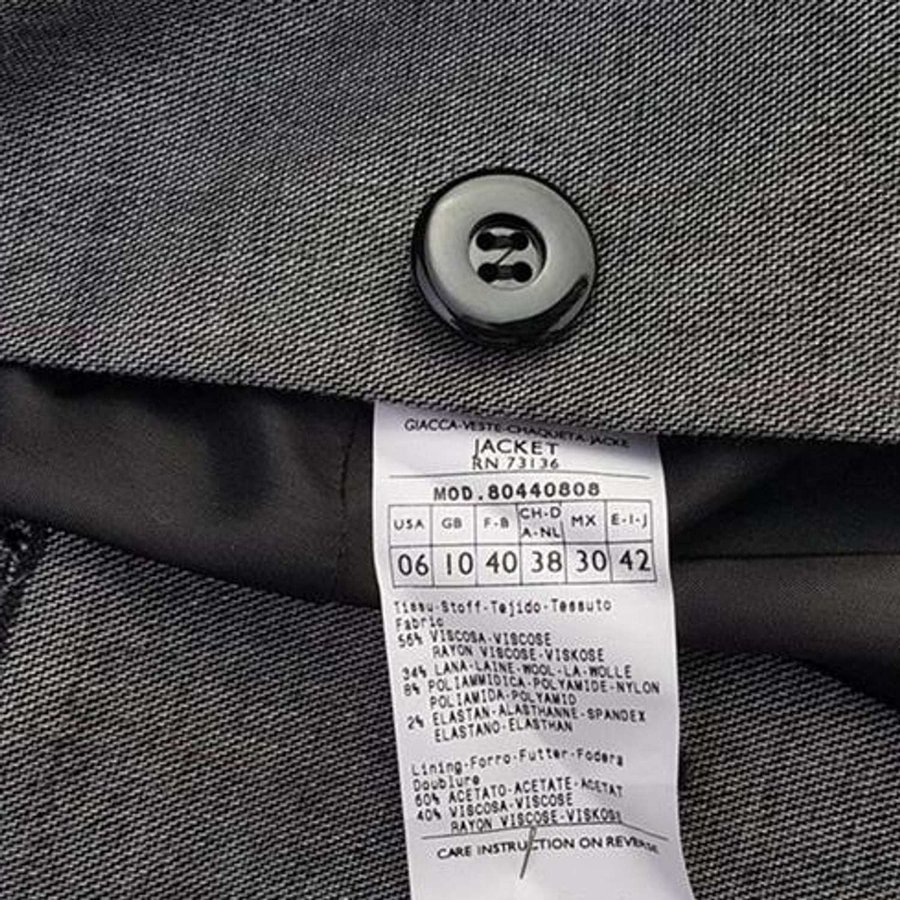 GIACCA-VESTE-CHAQUETA-JACKE
JACKET
RN 73136
MOD.80440808
USA GB F-B CH-D A-NL MX E-I-J
06 10 40 38 30 42
Tissu-Stoff-Tejido-Tessuto
Fabric
56% VISCOSA-VISCOSE
RAYON VISCOSE-VISKOSE
34% LANA-LAINE-WOOL-LA-WOLLE
8% POLIAMMIDICA-POLYAMIDE-NYLON
POLIAMIDA-POLYAMID
2% ELASTAN-ALASTHANNE-SPANDEX
ELASTANO-ELASTHAN
Lining-Forro-Futter-Fodera
Doublure
60% ACETATO-ACETATE-ACETAT
40% VISCOSA-VISCOSE
RAYON VISCOSE-VISKOSE
CARE INSTRUCTION ON REVERSE